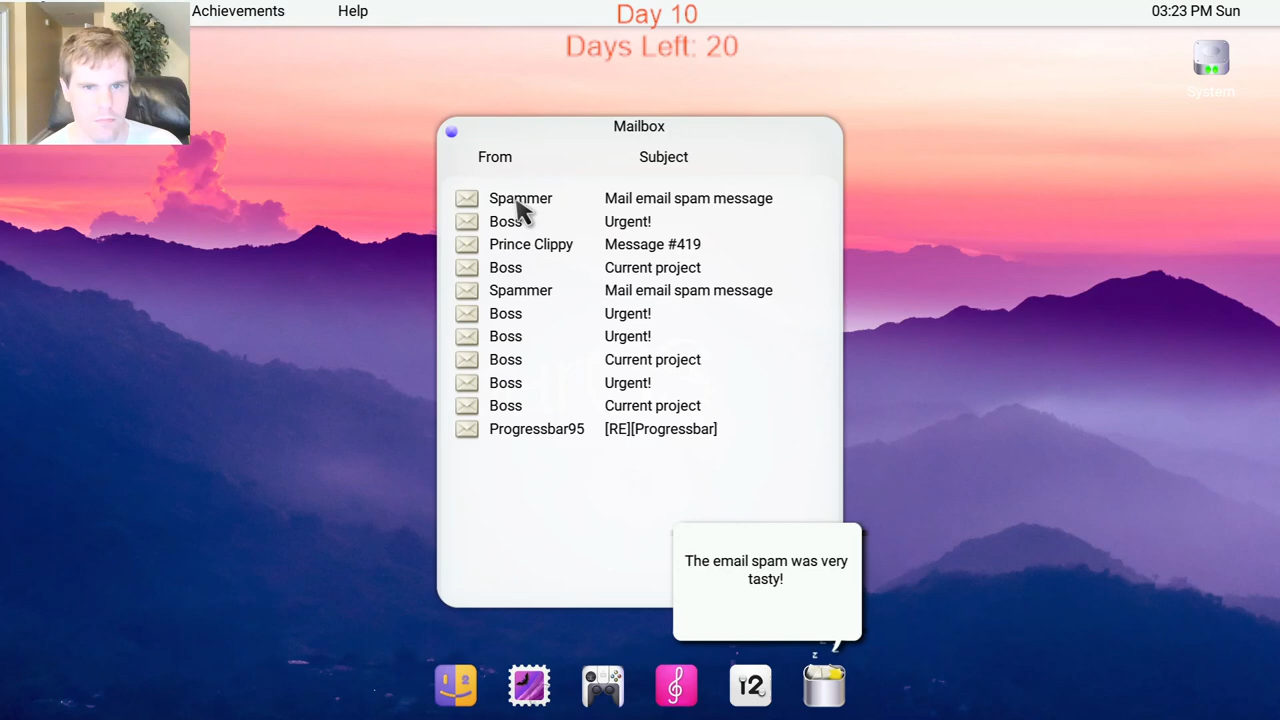 Achievements Help Day 10 03:23 PM Sun
Days Left: 20
System
Mailbox
From Subject
Spammer Mail email spam message
Boss Urgent!
Prince Clippy Message #419
Boss Current project
Spammer Mail email spam message
Boss Urgent!
Boss Urgent!
Boss Current project
Boss Urgent!
Boss Current project
Progressbar95 [RE][Progressbar]
The email spam was very
tasty!
z
z
2
12